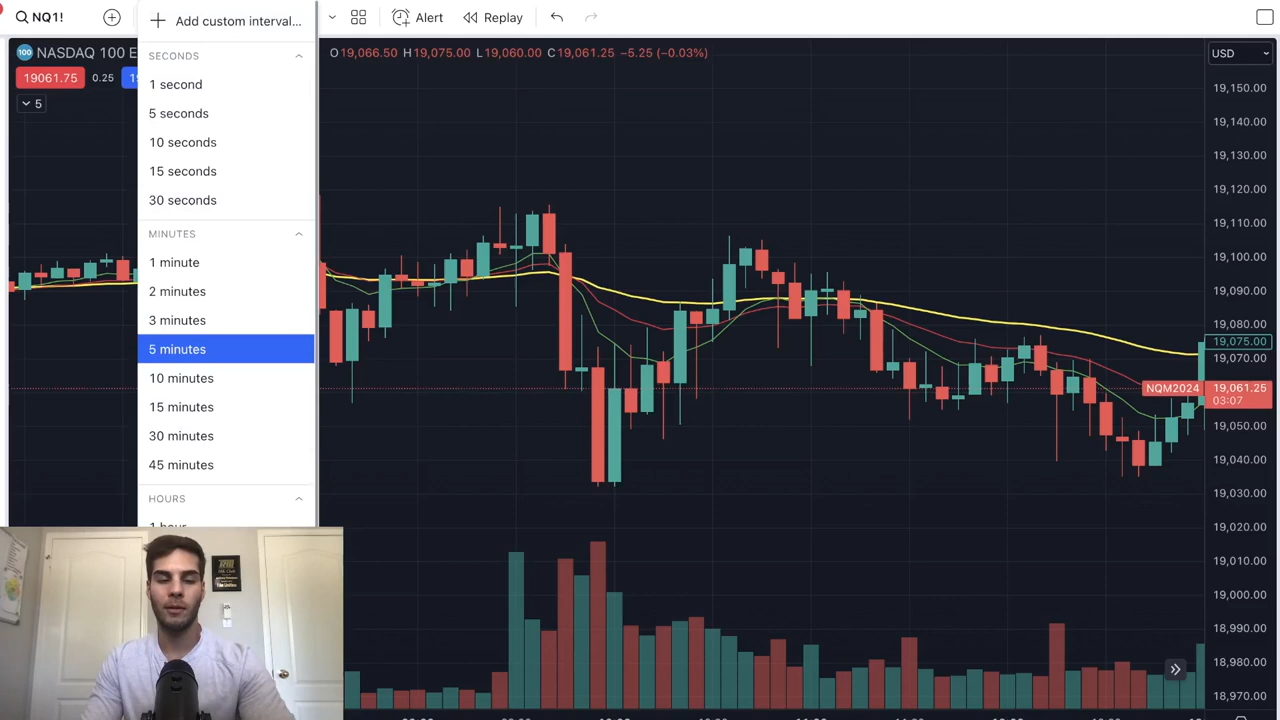 NQ1!
Add custom interval...
Alert
Replay
NASDAQ 100 E
O19,066.50 H19,075.00 L19,060.00 C19,061.25 −5.25 (−0.03%)
USD
19061.75
0.25
5
SECONDS
1 second
5 seconds
10 seconds
15 seconds
30 seconds
MINUTES
1 minute
2 minutes
3 minutes
5 minutes
10 minutes
15 minutes
30 minutes
45 minutes
HOURS
1 hour
19,150.00
19,140.00
19,130.00
19,120.00
19,110.00
19,100.00
19,090.00
19,080.00
19,075.00
19,070.00
NQM2024
19,061.25
03:07
19,050.00
19,040.00
19,030.00
19,020.00
19,010.00
19,000.00
18,990.00
18,980.00
18,970.00